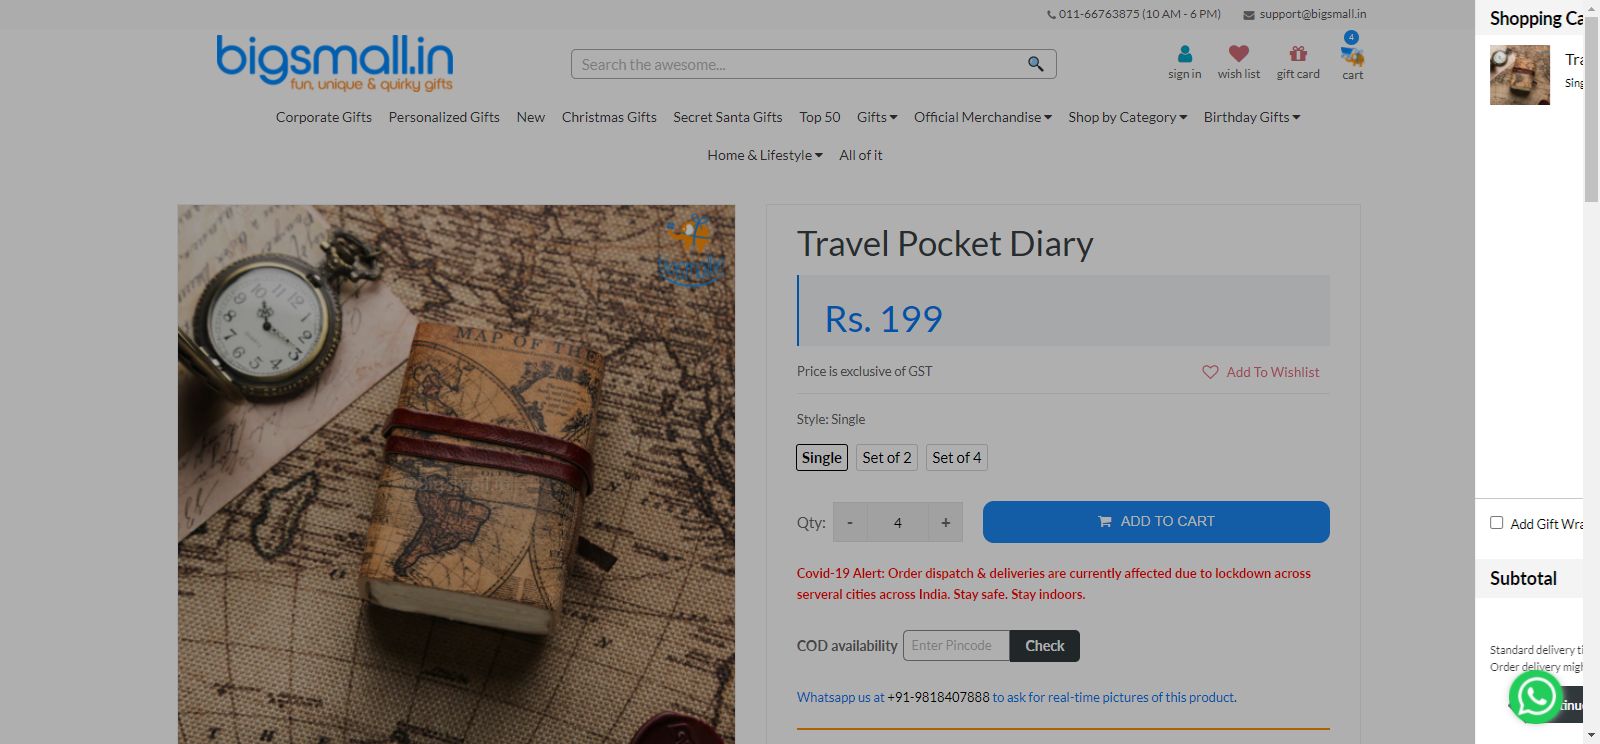 011-66763875 (10 AM - 6 PM) support@bigsmall.in
bigsmall.in
fun, unique & quirky gifts
Search the awesome...
sign in
wish list
gift card
4
cart
Corporate Gifts Personalized Gifts New Christmas Gifts Secret Santa Gifts Top 50 Gifts Official Merchandise Shop by Category Birthday Gifts
Home & Lifestyle All of it
MAP OF THE
Travel Pocket Diary
Rs. 199
Price is exclusive of GST
Add To Wishlist
Style: Single
Single Set of 2 Set of 4
Qty: - 4 + ADD TO CART
Covid-19 Alert: Order dispatch & deliveries are currently affected due to lockdown across
serveral cities across India. Stay safe. Stay indoors.
COD availability Enter Pincode Check
Whatsapp us at +91-9818407888 to ask for real-time pictures of this product.
Shopping Ca
Tra
Sing
Add Gift Wra
Subtotal
Standard delivery ti
Order delivery migh
tinue